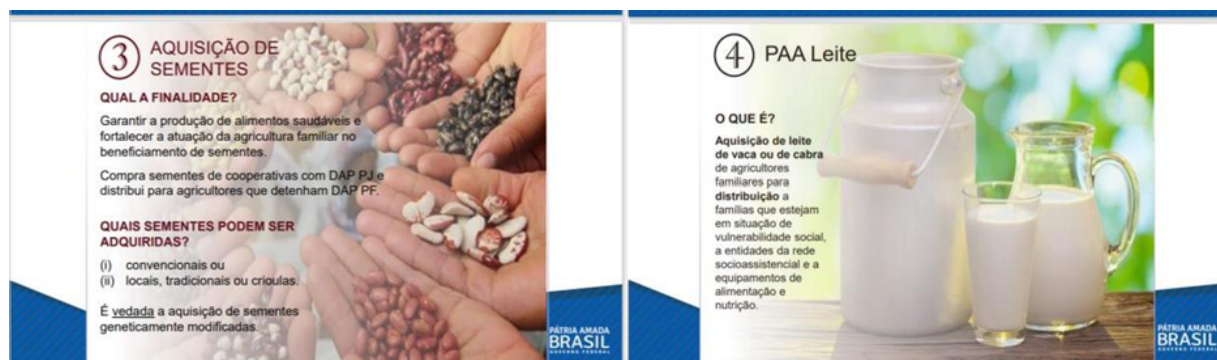 3 AQUISIÇÃO DE
SEMENTES
QUAL A FINALIDADE?
Garantir a produção de alimentos saudáveis e
fortalecer a atuação da agricultura familiar no
beneficiamento de sementes.
Compra sementes de cooperativas com DAP PJ e
distribui para agricultores que detenham DAP PF.
QUAIS SEMENTES PODEM SER
ADQUIRIDAS?
(i) convencionais ou
(ii) locais, tradicionais ou crioulas.
É vedada a aquisição de sementes
geneticamente modificadas.
PÁTRIA AMADA
BRASIL
GOVERNO FEDERAL
4 PAA Leite
O QUE É?
Aquisição de leite
de vaca ou de cabra
de agricultores
familiares para
distribuição a
famílias que estejam
em situação de
vulnerabilidade social,
a entidades da rede
socioassistencial e a
equipamentos de
alimentação e
nutrição.
PÁTRIA AMADA
BRASIL
GOVERNO FEDERAL